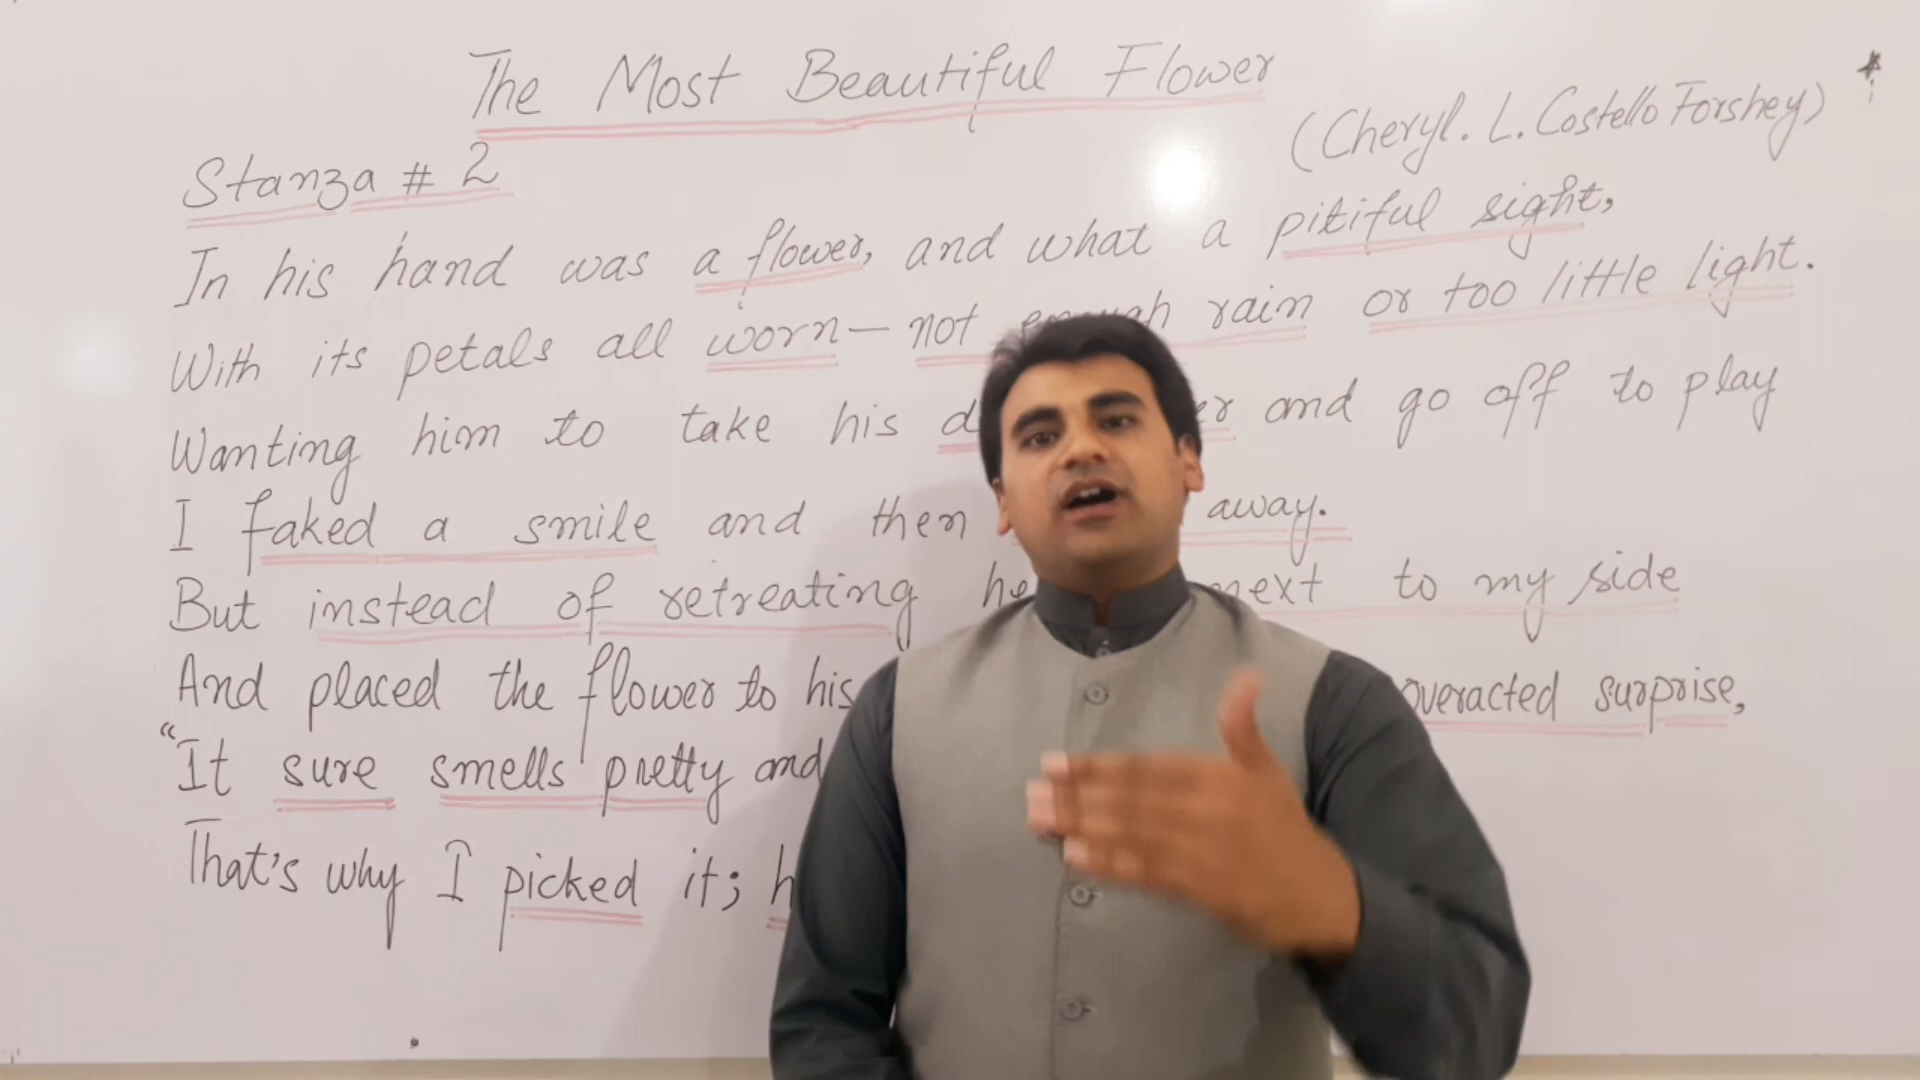 The Most Beautiful Flower
(Cheryl. L. Costello Forshey)
Stanza # 2
In his hand was a flower, and what a pitiful sight,
With its petals all worn— not enough rain or too little light.
Wanting him to take his and go off to play
I faked a smile and then away.
But instead of retreating he next to my side
And placed the flower to his overacted surprise,
"It sure smells pretty and
That's why I picked it;